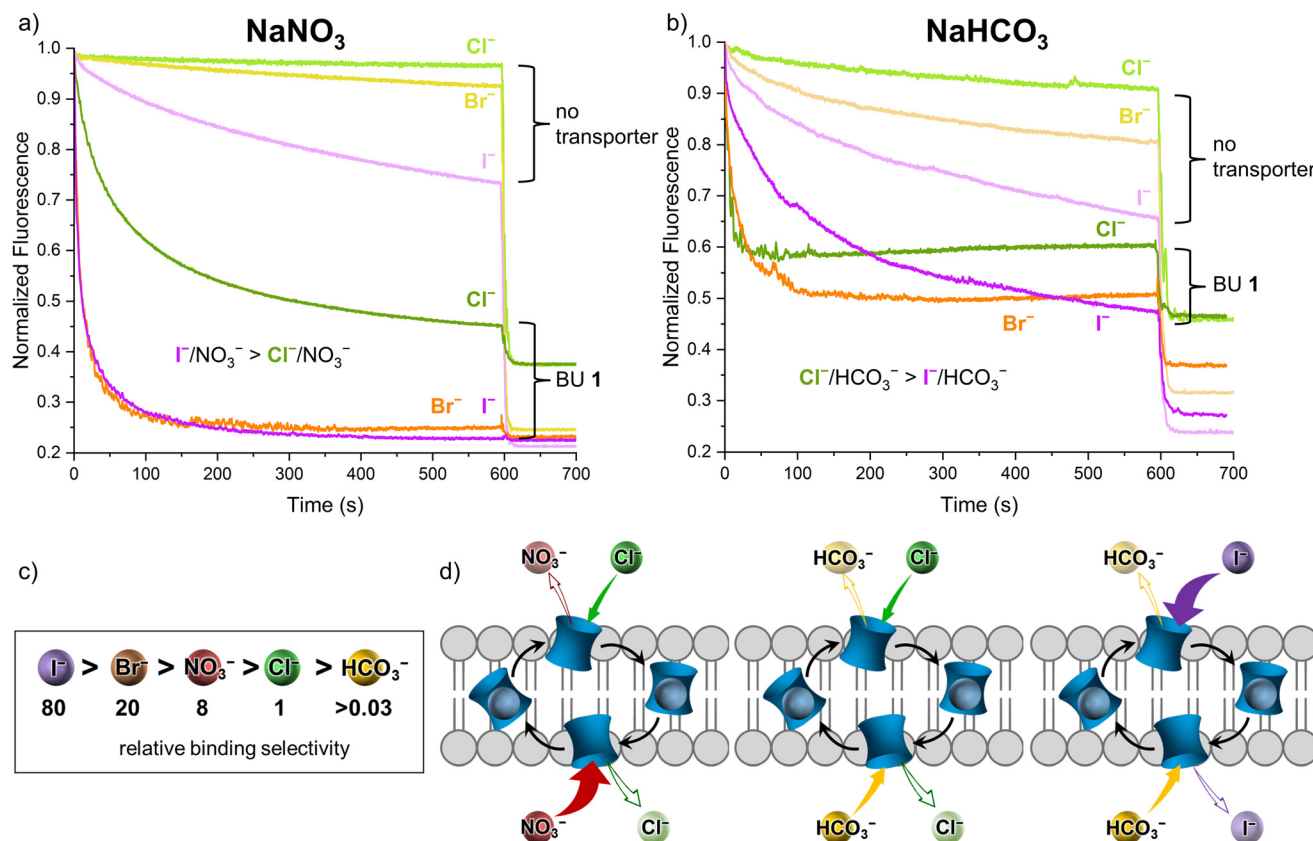 a)
NaNO₃
Normalized Fluorescence
1.0
0.9
0.8
0.7
0.6
0.5
0.4
0.3
0.2
0
100
200
300
400
500
600
700
Time (s)
Cl⁻
Br⁻
I⁻
no
transporter
Cl⁻
I⁻/NO₃⁻ > Cl⁻/NO₃⁻
BU 1
Br⁻ I⁻
b)
NaHCO₃
Normalized Fluorescence
1.0
0.9
0.8
0.7
0.6
0.5
0.4
0.3
0.2
0
100
200
300
400
500
600
700
Time (s)
Cl⁻
Br⁻
no
transporter
I⁻
Cl⁻
BU 1
Br⁻ I⁻
Cl⁻/HCO₃⁻ > I⁻/HCO₃⁻
c)
I⁻ > Br⁻ > NO₃⁻ > Cl⁻ > HCO₃⁻
80 20 8 1 >0.03
relative binding selectivity
d)
NO₃⁻ Cl⁻
NO₃⁻ Cl⁻
HCO₃⁻ Cl⁻
HCO₃⁻ Cl⁻
HCO₃⁻ I⁻
HCO₃⁻ I⁻